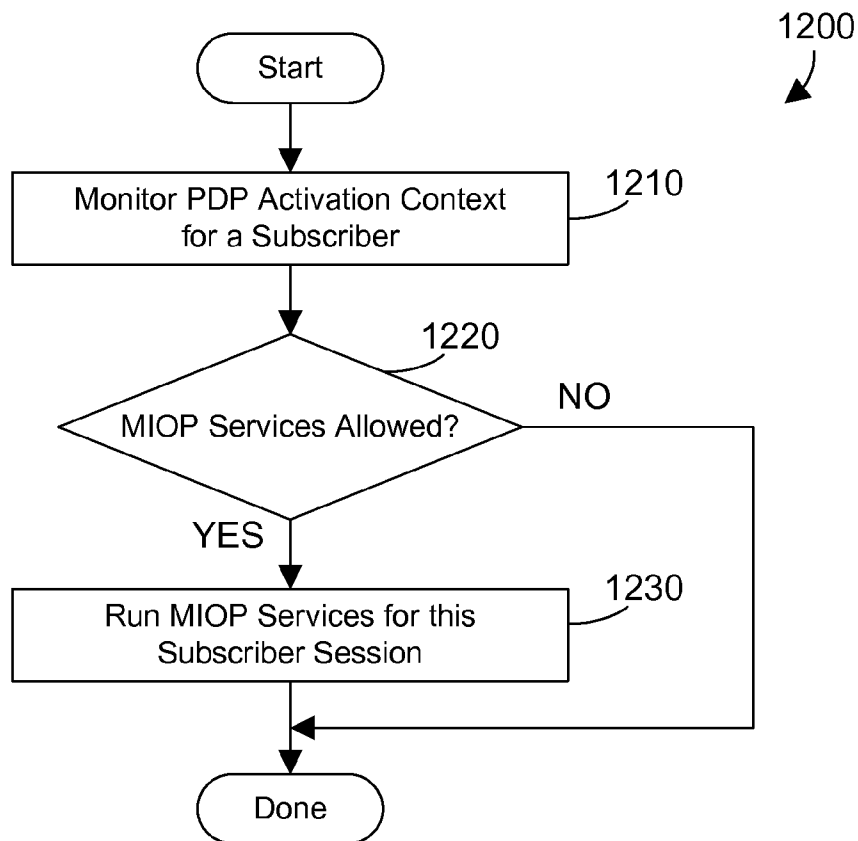 1200
Start
Monitor PDP Activation Context
for a Subscriber
1210
1220
MIOP Services Allowed?
NO
YES
Run MIOP Services for this
Subscriber Session
1230
Done